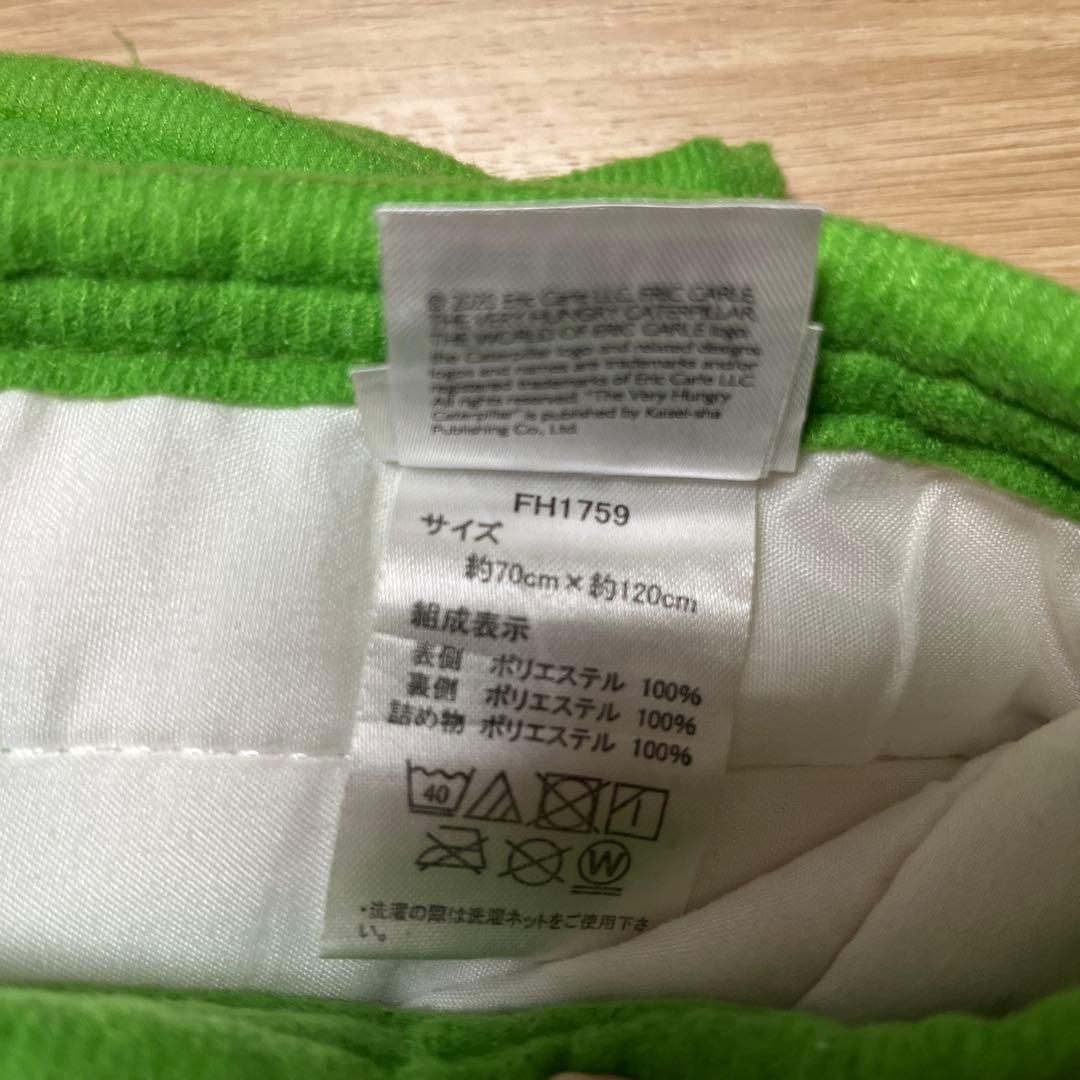 © 2020 Eric Carle LLC. ERIC CARLE,
THE VERY HUNGRY CATERPILLAR,
THE WORLD OF ERIC CARLE logo,
the Caterpillar logo and related designs,
logos and names are trademarks and/or
registered trademarks of Eric Carle LLC.
All rights reserved. "The Very Hungry
Caterpillar" is published by Kaisei-sha
Publishing Co., Ltd.
FH1759
サイズ
約70cm×約120cm
組成表示
表側 ポリエステル 100%
裏側 ポリエステル 100%
詰め物 ポリエステル 100%
40
W
・洗濯の際は洗濯ネットをご使用下さ
い。